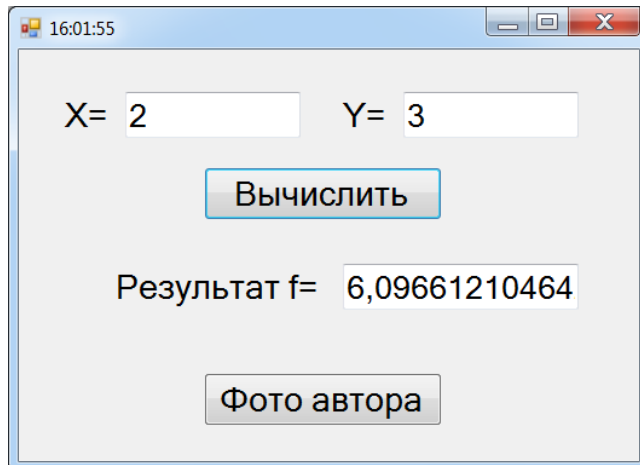 16:01:55
X= 2 Y= 3
Вычислить
Результат f= 6,09661210464
Фото автора